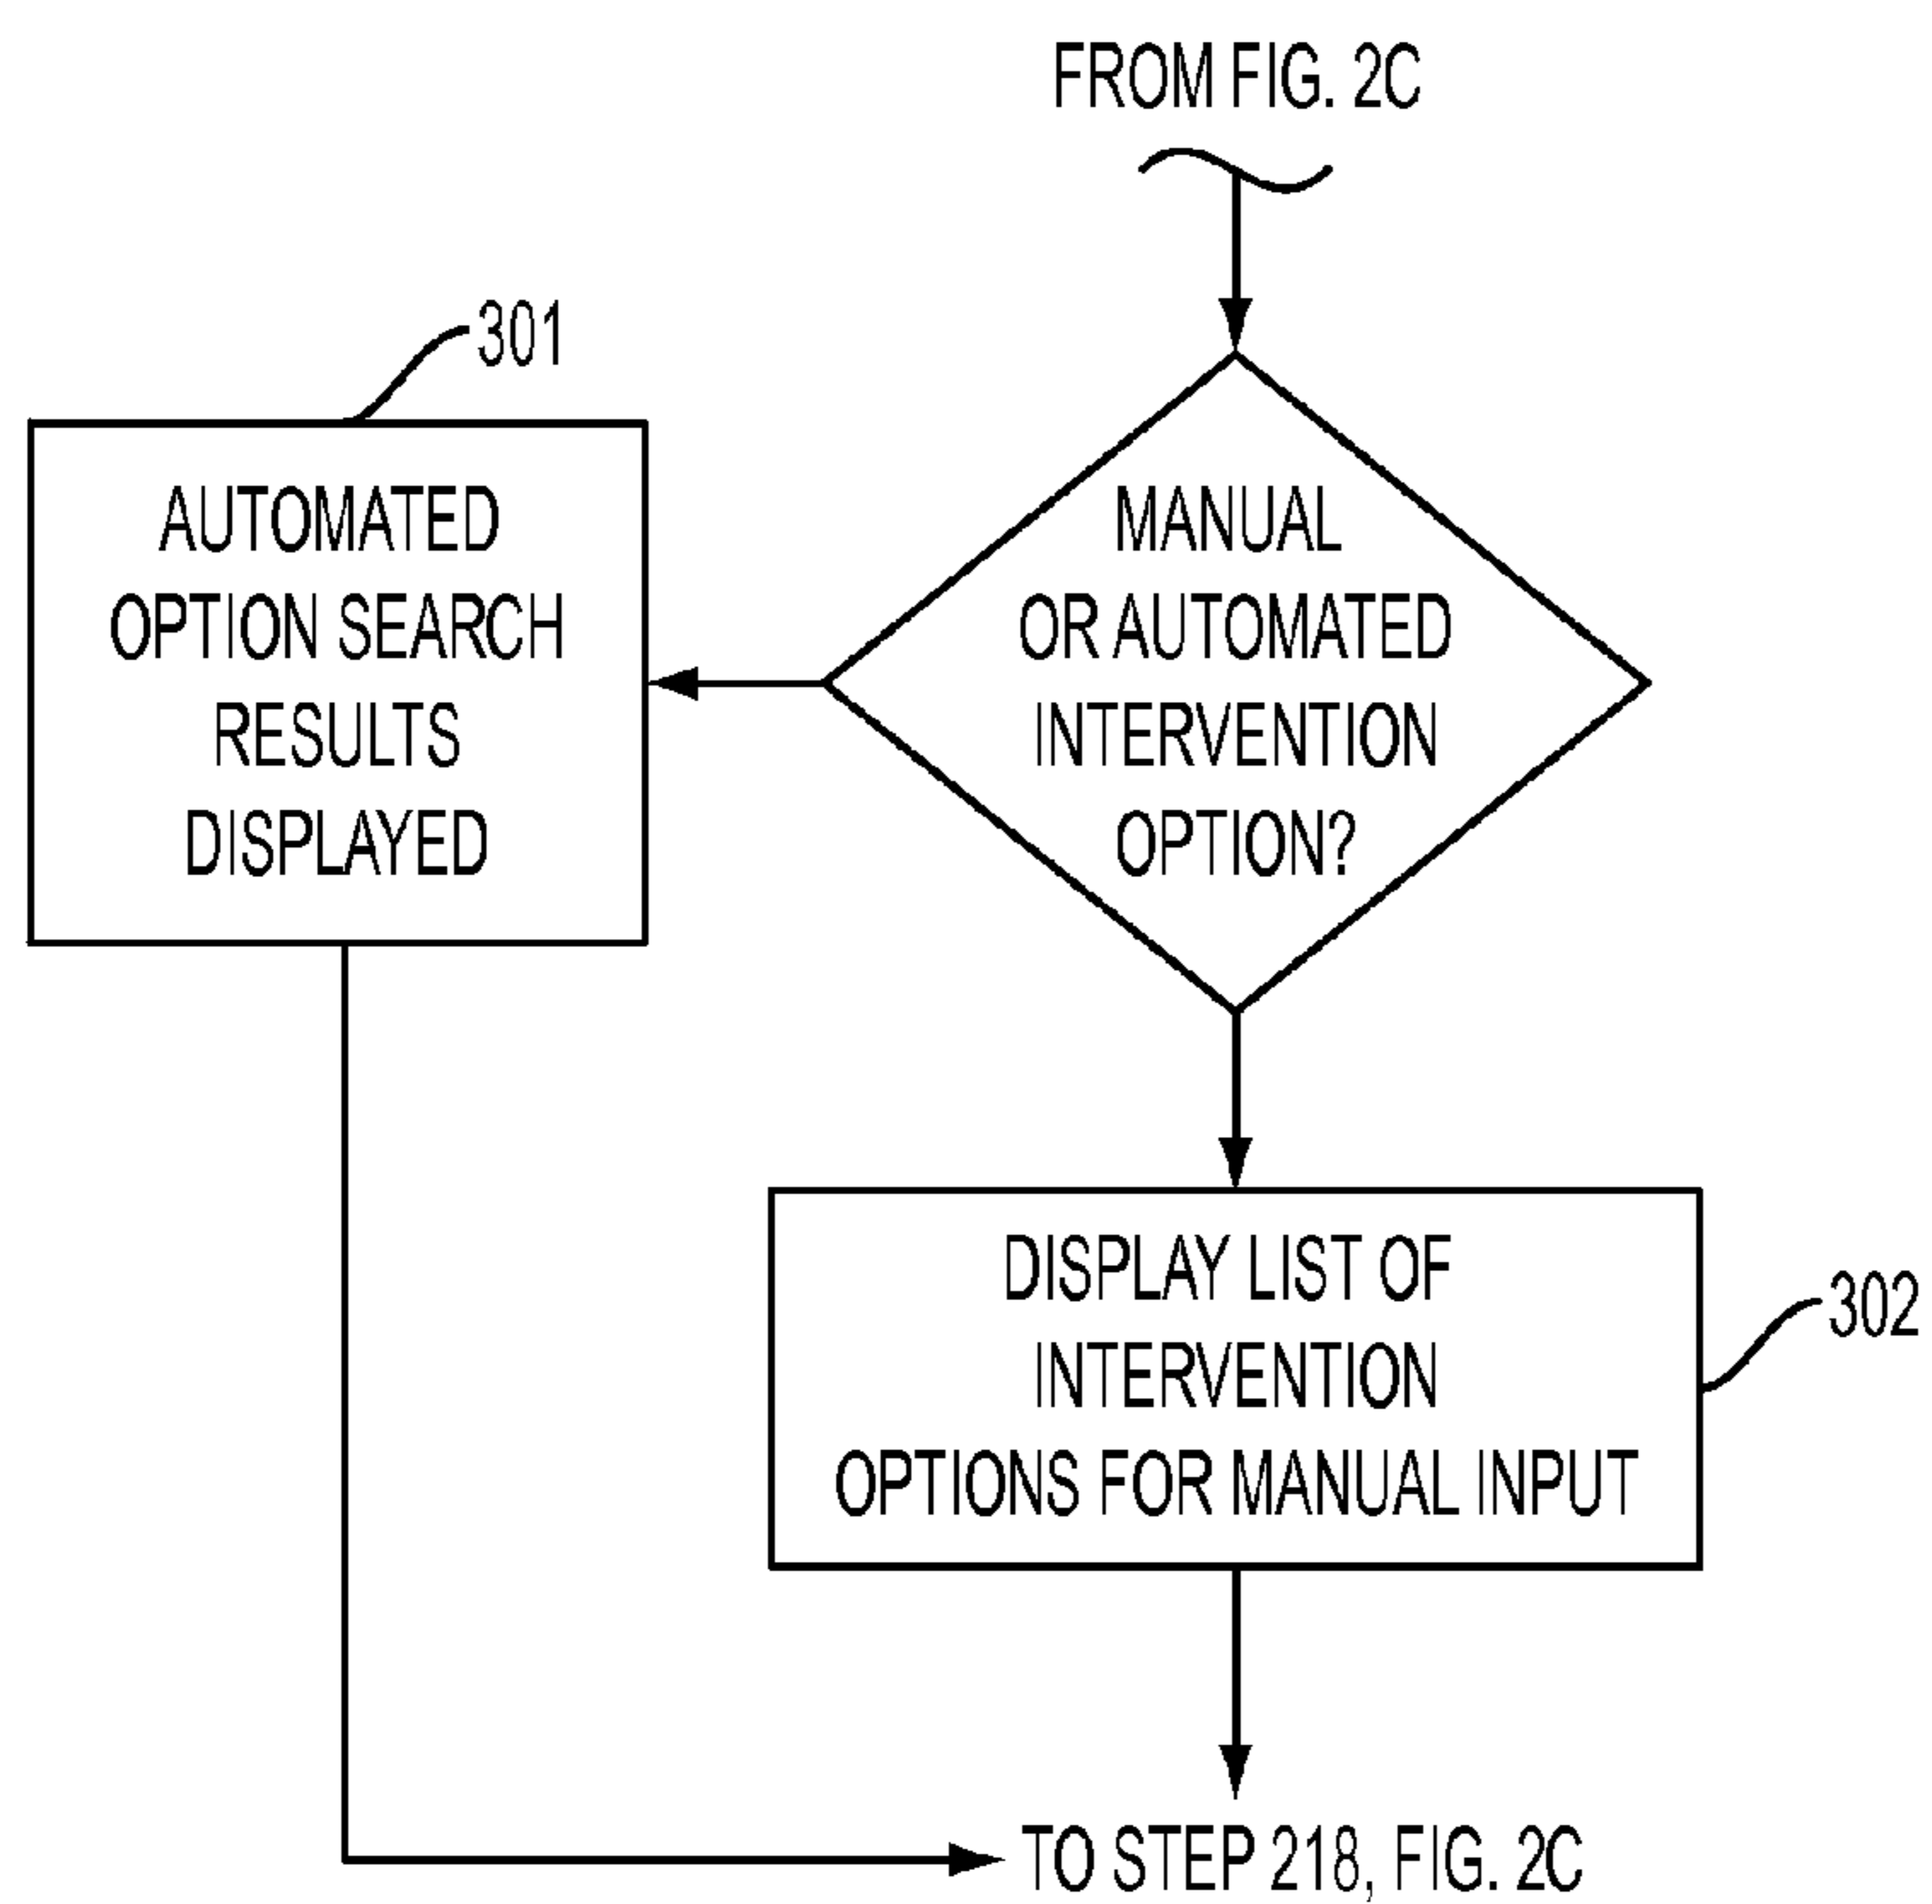 FROM FIG. 2C
301
AUTOMATED
OPTION SEARCH
RESULTS
DISPLAYED
MANUAL
OR AUTOMATED
INTERVENTION
OPTION?
DISPLAY LIST OF
INTERVENTION
OPTIONS FOR MANUAL INPUT
302
TO STEP 218, FIG. 2C